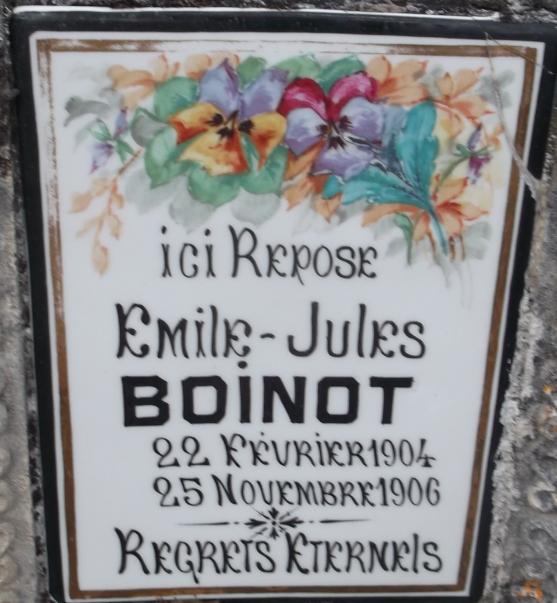 ici Repose
Emile-Jules
BOINOT
22 Février 1904
25 Novembre 1906
Regrets Eternels